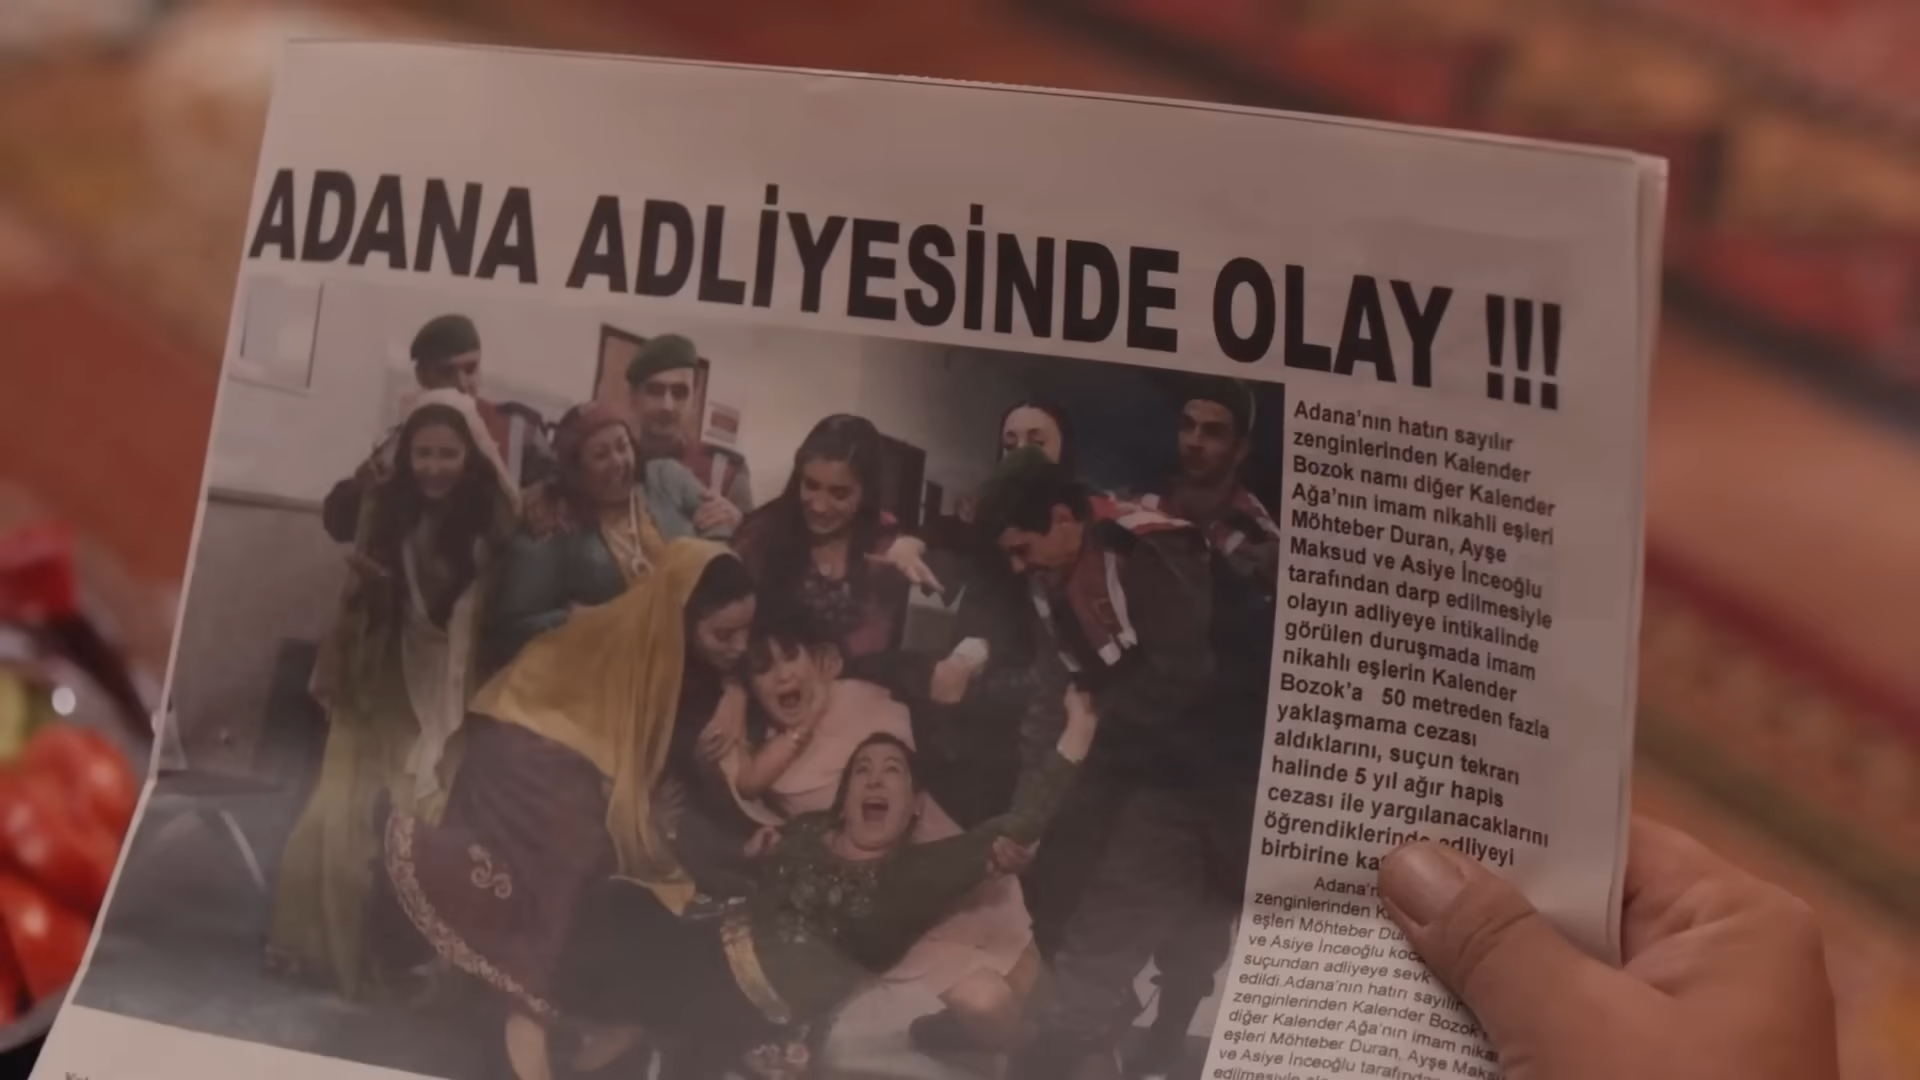 ADANA ADLİYESİNDE OLAY !!!
Adana'nın hatırı sayılır
zenginlerinden Kalender
Bozok namı diğer Kalender
Ağa'nın imam nikahlı eşleri
Möhteber Duran, Ayşe
Maksud ve Asiye İnceoğlu
tarafından darp edilmesiyle
olayın adliyeye intikalinde
görülen duruşmada imam
nikahlı eşlerin Kalender
Bozok'a 50 metreden fazla
yaklaşmama cezası
aldıklarını, suçun tekrarı
halinde 5 yıl ağır hapis
cezası ile yargılanacaklarını
öğrendiklerinde adliyeyi
birbirine
zenginlerinden
eşleri Möhteber
ve Asiye İnceoğlu
suçundan adliyeye sevk
edildi.Adana'nın hatırı sayılır
zenginlerinden Kalender Bozok
diğer Kalender Ağa'nın imam
eşleri Möhteber Duran, Ayşe
ve Asiye İnceoğlu